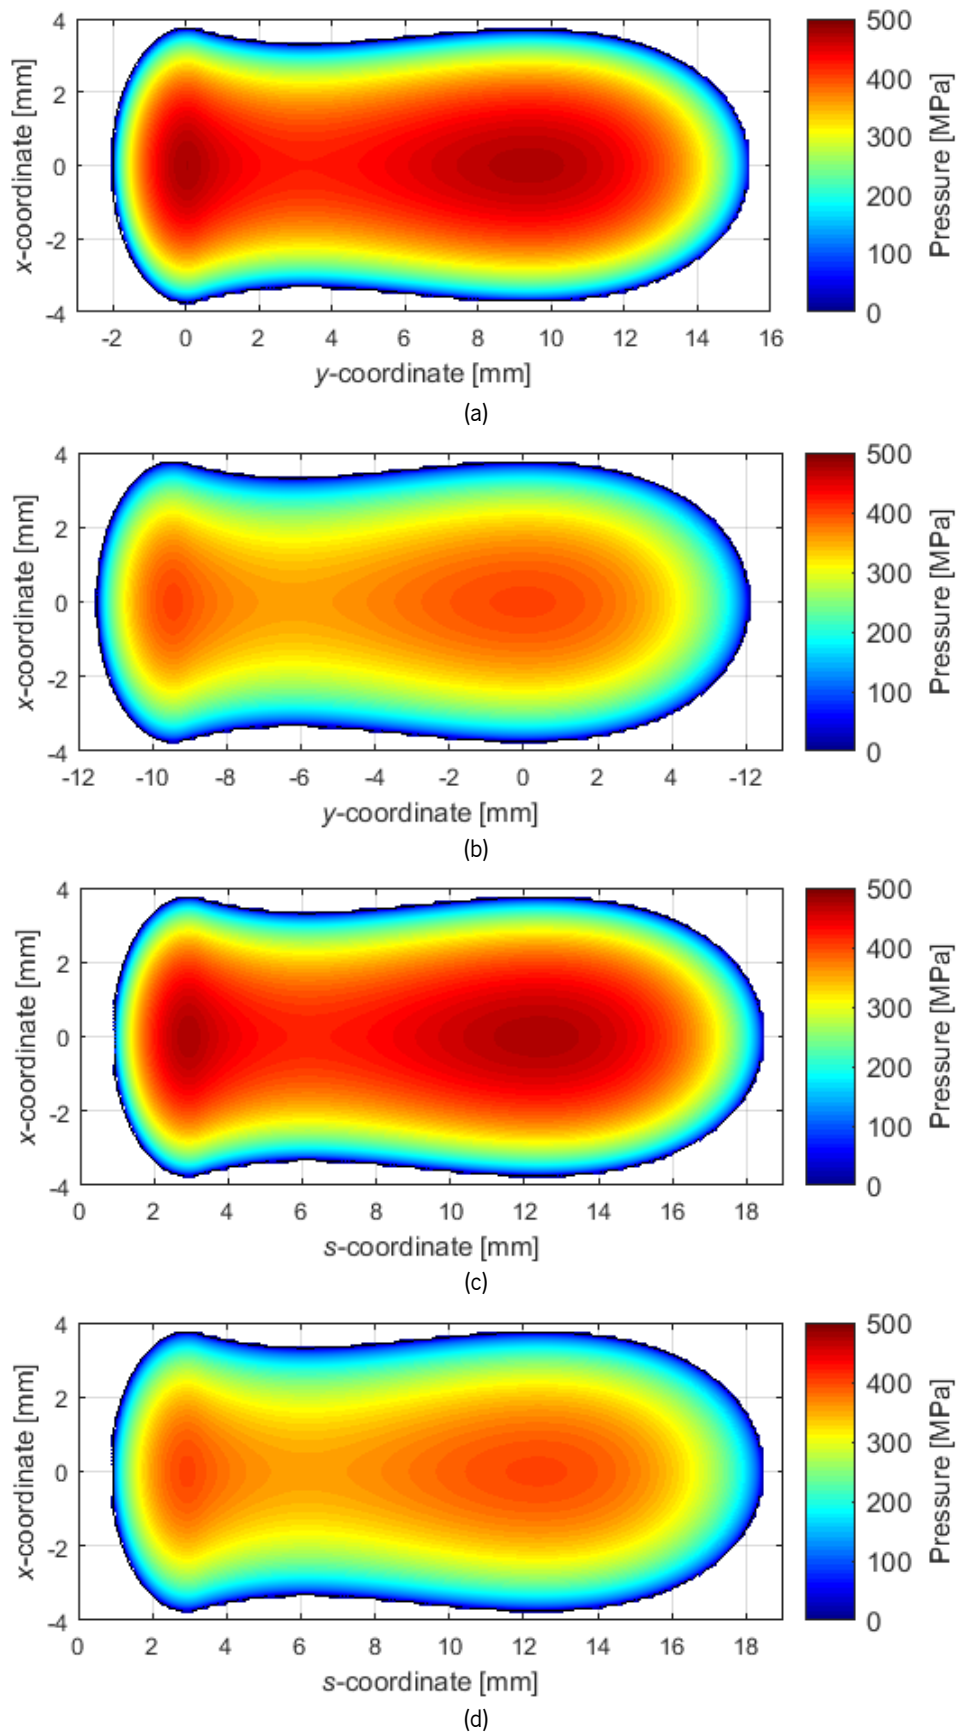 4
2
0
-2
-4
x-coordinate [mm]
-2 0 2 4 6 8 10 12 14 16
y-coordinate [mm]
500
400
300
200
100
0
Pressure [MPa]
(a)
4
2
0
-2
-4
x-coordinate [mm]
-12 -10 -8 -6 -4 -2 0 2 4 -12
y-coordinate [mm]
500
400
300
200
100
0
Pressure [MPa]
(b)
4
2
0
-2
-4
x-coordinate [mm]
0 2 4 6 8 10 12 14 16 18
s-coordinate [mm]
500
400
300
200
100
0
Pressure [MPa]
(c)
4
2
0
-2
-4
x-coordinate [mm]
0 2 4 6 8 10 12 14 16 18
s-coordinate [mm]
500
400
300
200
100
0
Pressure [MPa]
(d)